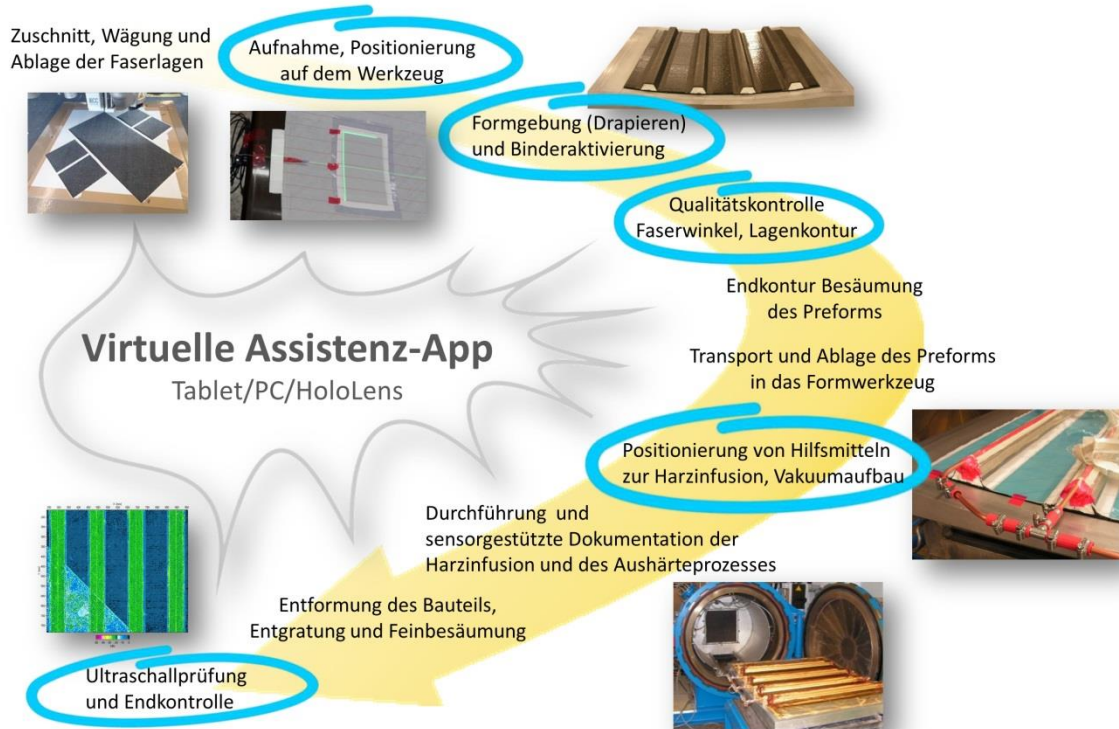 Zuschnitt, Wägung und
Ablage der Faserlagen
Aufnahme, Positionierung
auf dem Werkzeug
Formgebung (Drapieren)
und Binderaktivierung
Qualitätskontrolle
Faserwinkel, Lagenkontur
Endkontur Besäumung
des Preforms
Virtuelle Assistenz-App
Tablet/PC/HoloLens
Transport und Ablage des Preforms
in das Formwerkzeug
Positionierung von Hilfsmitteln
zur Harzinfusion, Vakuumaufbau
Durchführung und
sensorgestützte Dokumentation der
Harzinfusion und des Aushärteprozesses
Entformung des Bauteils,
Entgratung und Feinbesäumung
Ultraschallprüfung
und Endkontrolle